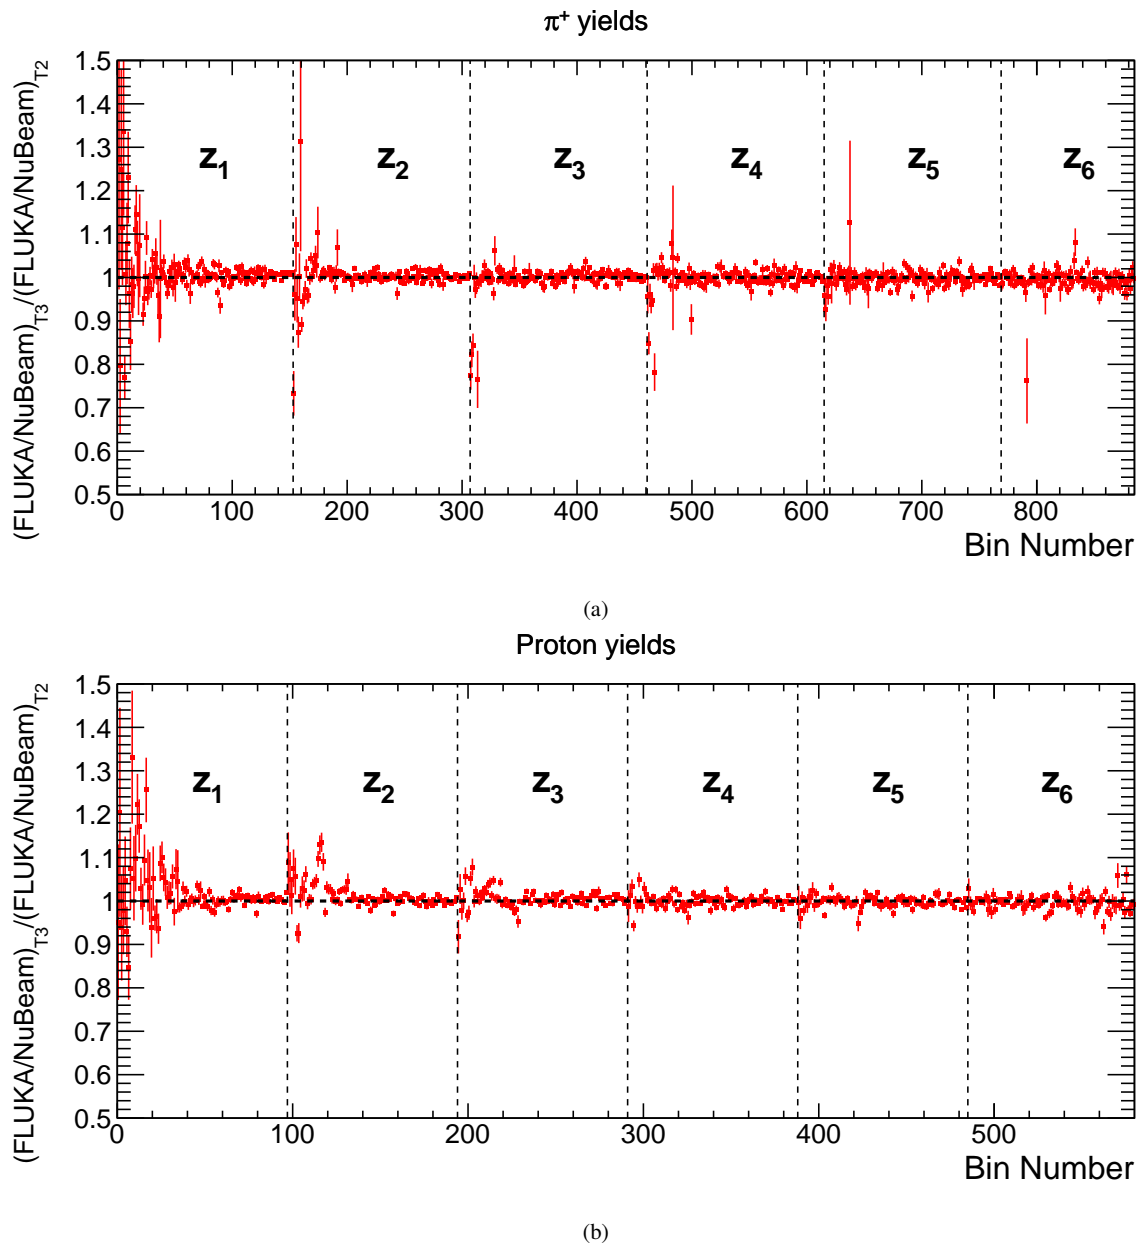 π⁺ yields
(FLUKA/NuBeam)_T3/(FLUKA/NuBeam)_T2
1.5
1.4
1.3
1.2
1.1
1
0.9
0.8
0.7
0.6
0.5
z₁ z₂ z₃ z₄ z₅ z₆
0 100 200 300 400 500 600 700 800
Bin Number
(a)
Proton yields
(FLUKA/NuBeam)_T3/(FLUKA/NuBeam)_T2
1.5
1.4
1.3
1.2
1.1
1
0.9
0.8
0.7
0.6
0.5
z₁ z₂ z₃ z₄ z₅ z₆
0 100 200 300 400 500
Bin Number
(b)